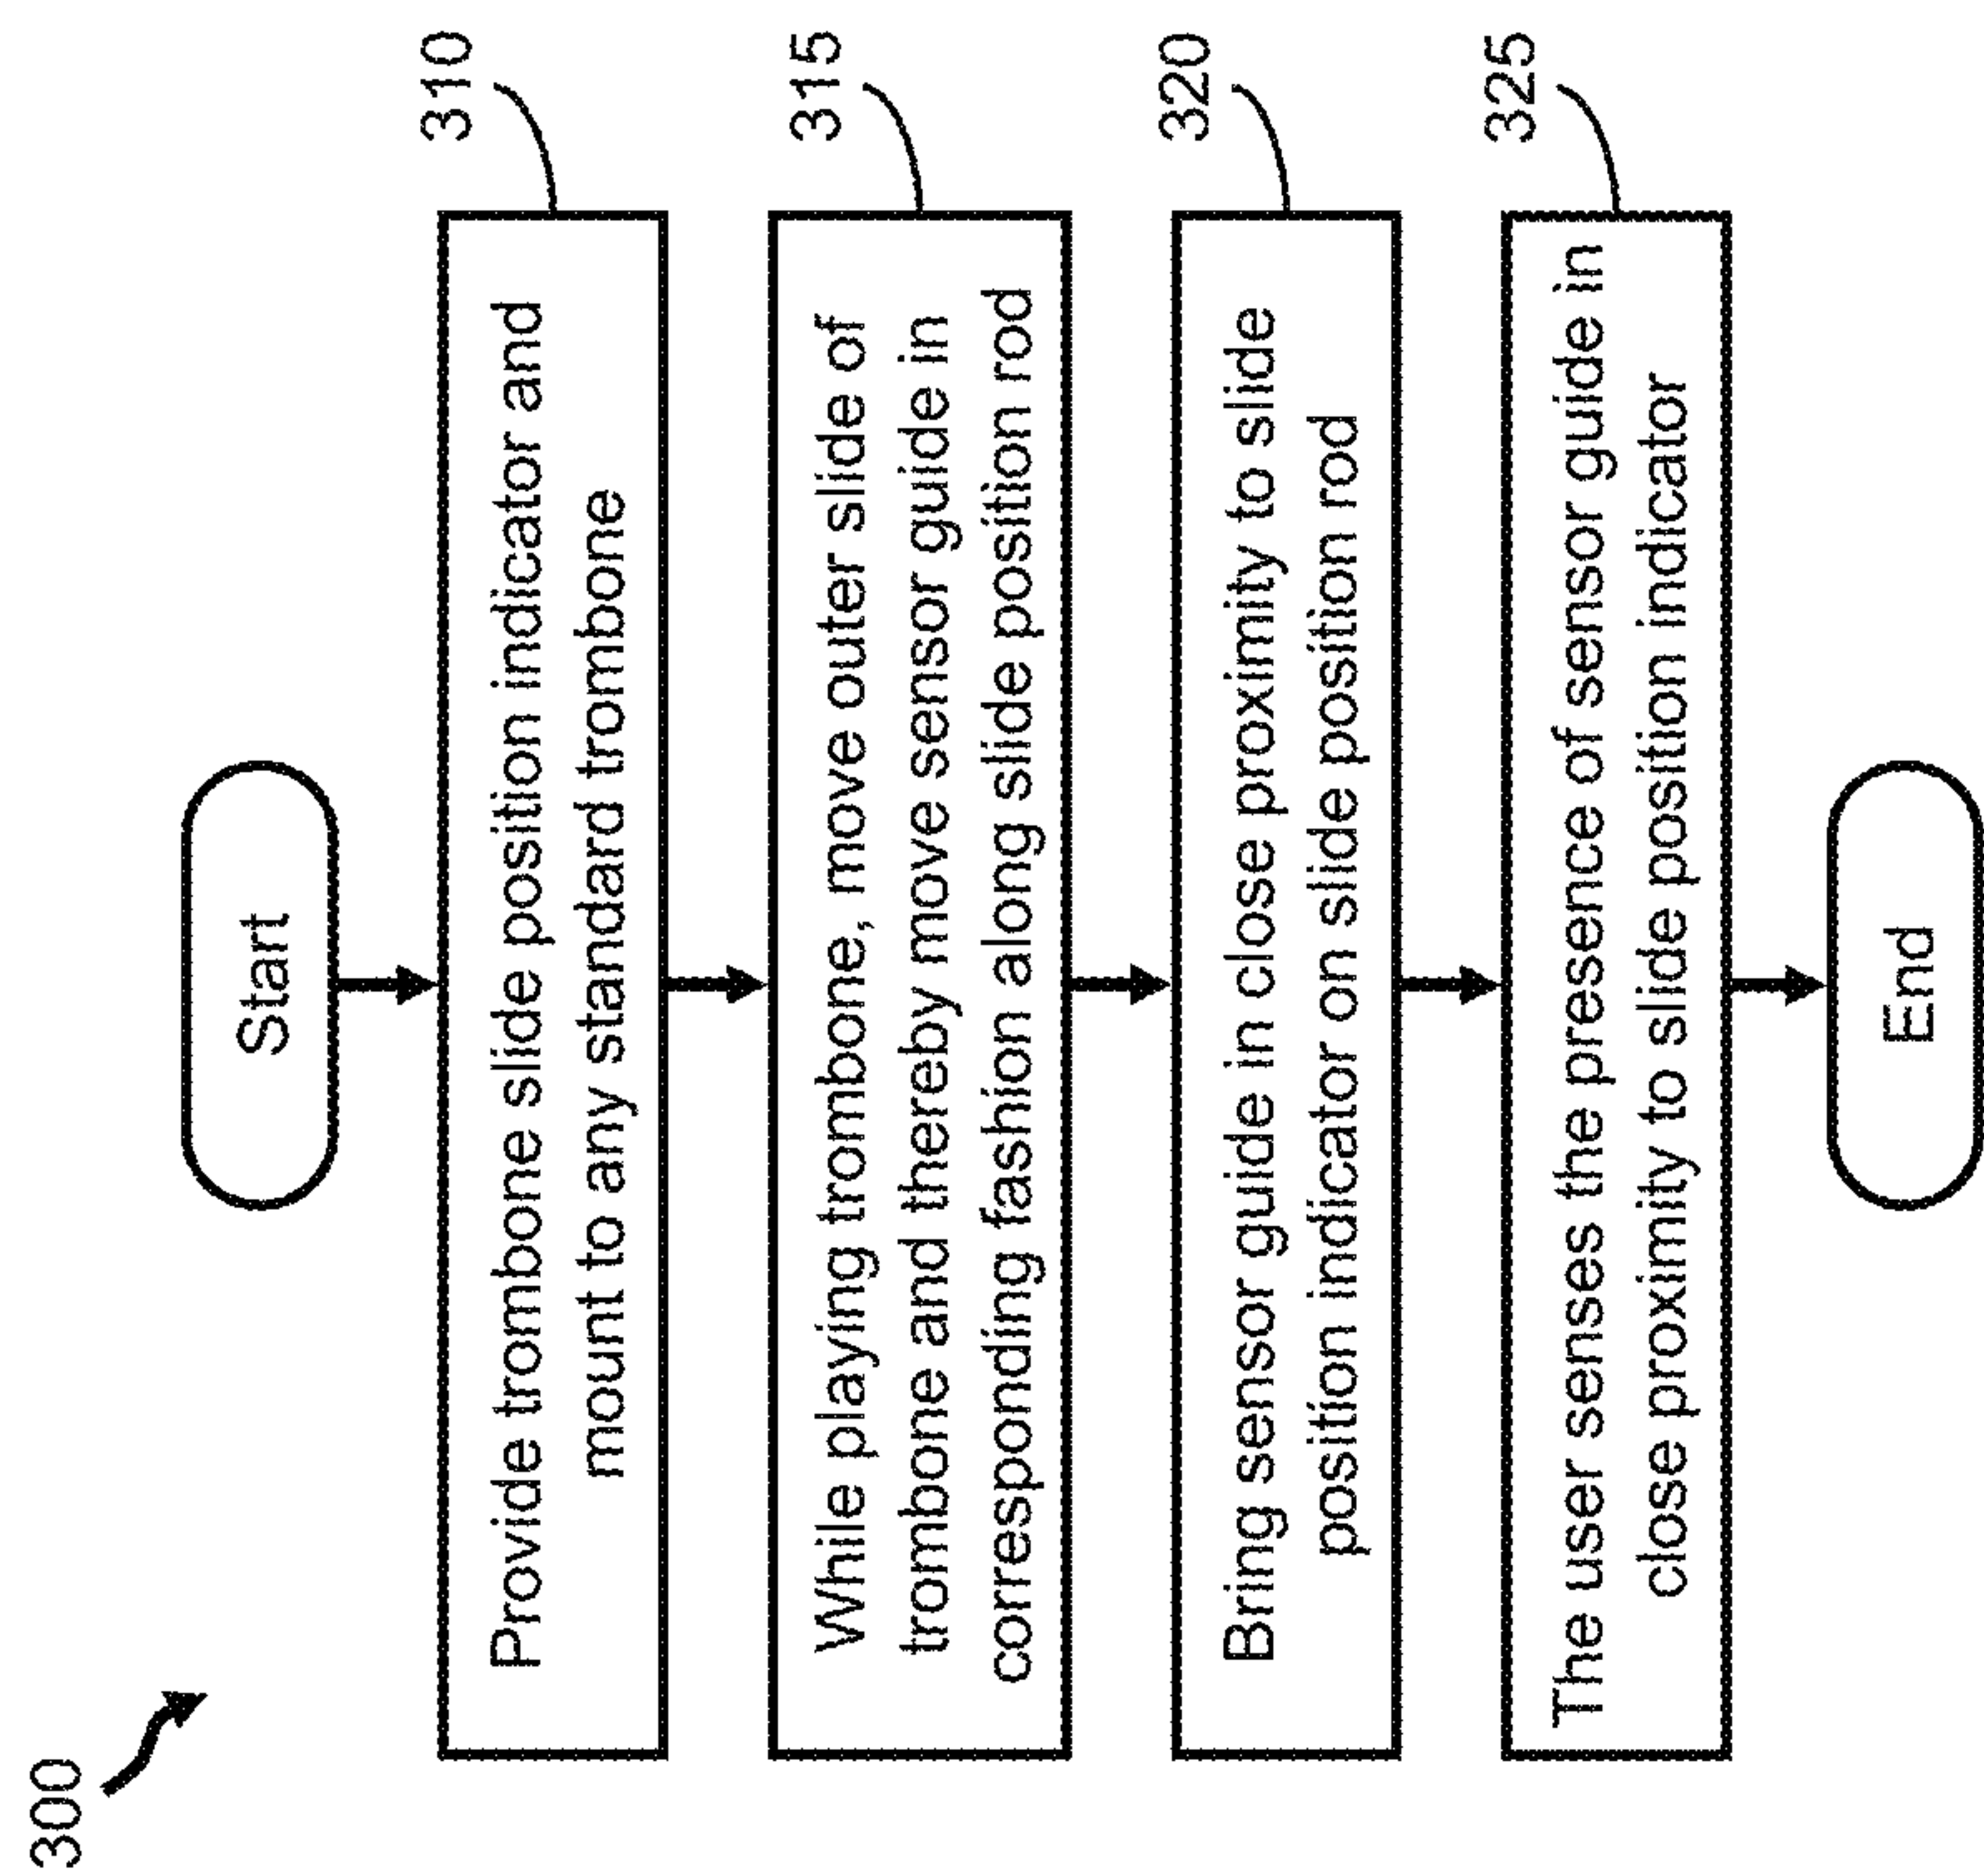 300
Start
310
Provide trombone slide position indicator and
mount to any standard trombone
315
While playing trombone, move outer slide of
trombone and thereby move sensor guide in
corresponding fashion along slide position rod
320
Bring sensor guide in close proximity to slide
position indicator on slide position rod
325
The user senses the presence of sensor guide in
close proximity to slide position indicator
End